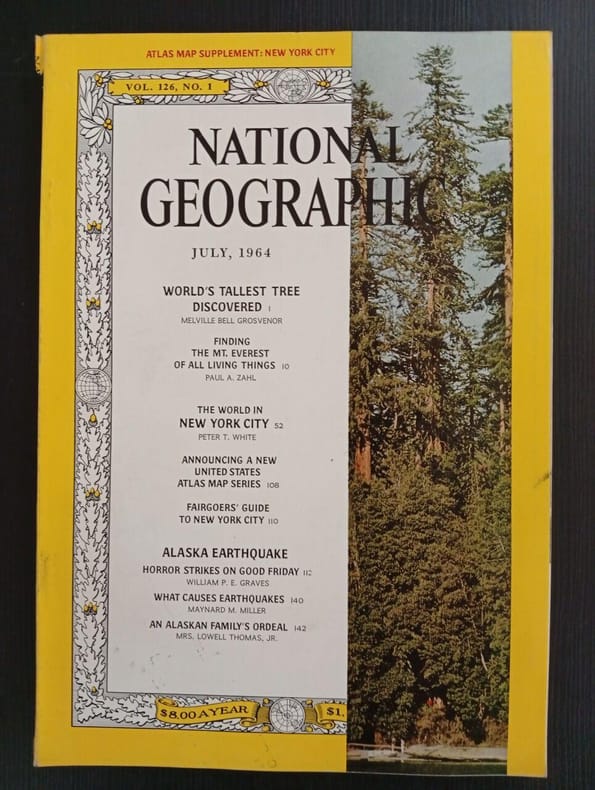 ATLAS MAP SUPPLEMENT: NEW YORK CITY
VOL. 126, NO. 1
NATIONAL
GEOGRAPHIC
JULY, 1964
WORLD'S TALLEST TREE
DISCOVERED 1
MELVILLE BELL GROSVENOR
FINDING
THE MT. EVEREST
OF ALL LIVING THINGS 10
PAUL A. ZAHL
THE WORLD IN
NEW YORK CITY 52
PETER T. WHITE
ANNOUNCING A NEW
UNITED STATES
ATLAS MAP SERIES 108
FAIRGOERS' GUIDE
TO NEW YORK CITY 110
ALASKA EARTHQUAKE
HORROR STRIKES ON GOOD FRIDAY 112
WILLIAM P. E. GRAVES
WHAT CAUSES EARTHQUAKES 140
MAYNARD M. MILLER
AN ALASKAN FAMILY'S ORDEAL 142
MRS. LOWELL THOMAS, JR.
$8.00 A YEAR $1.